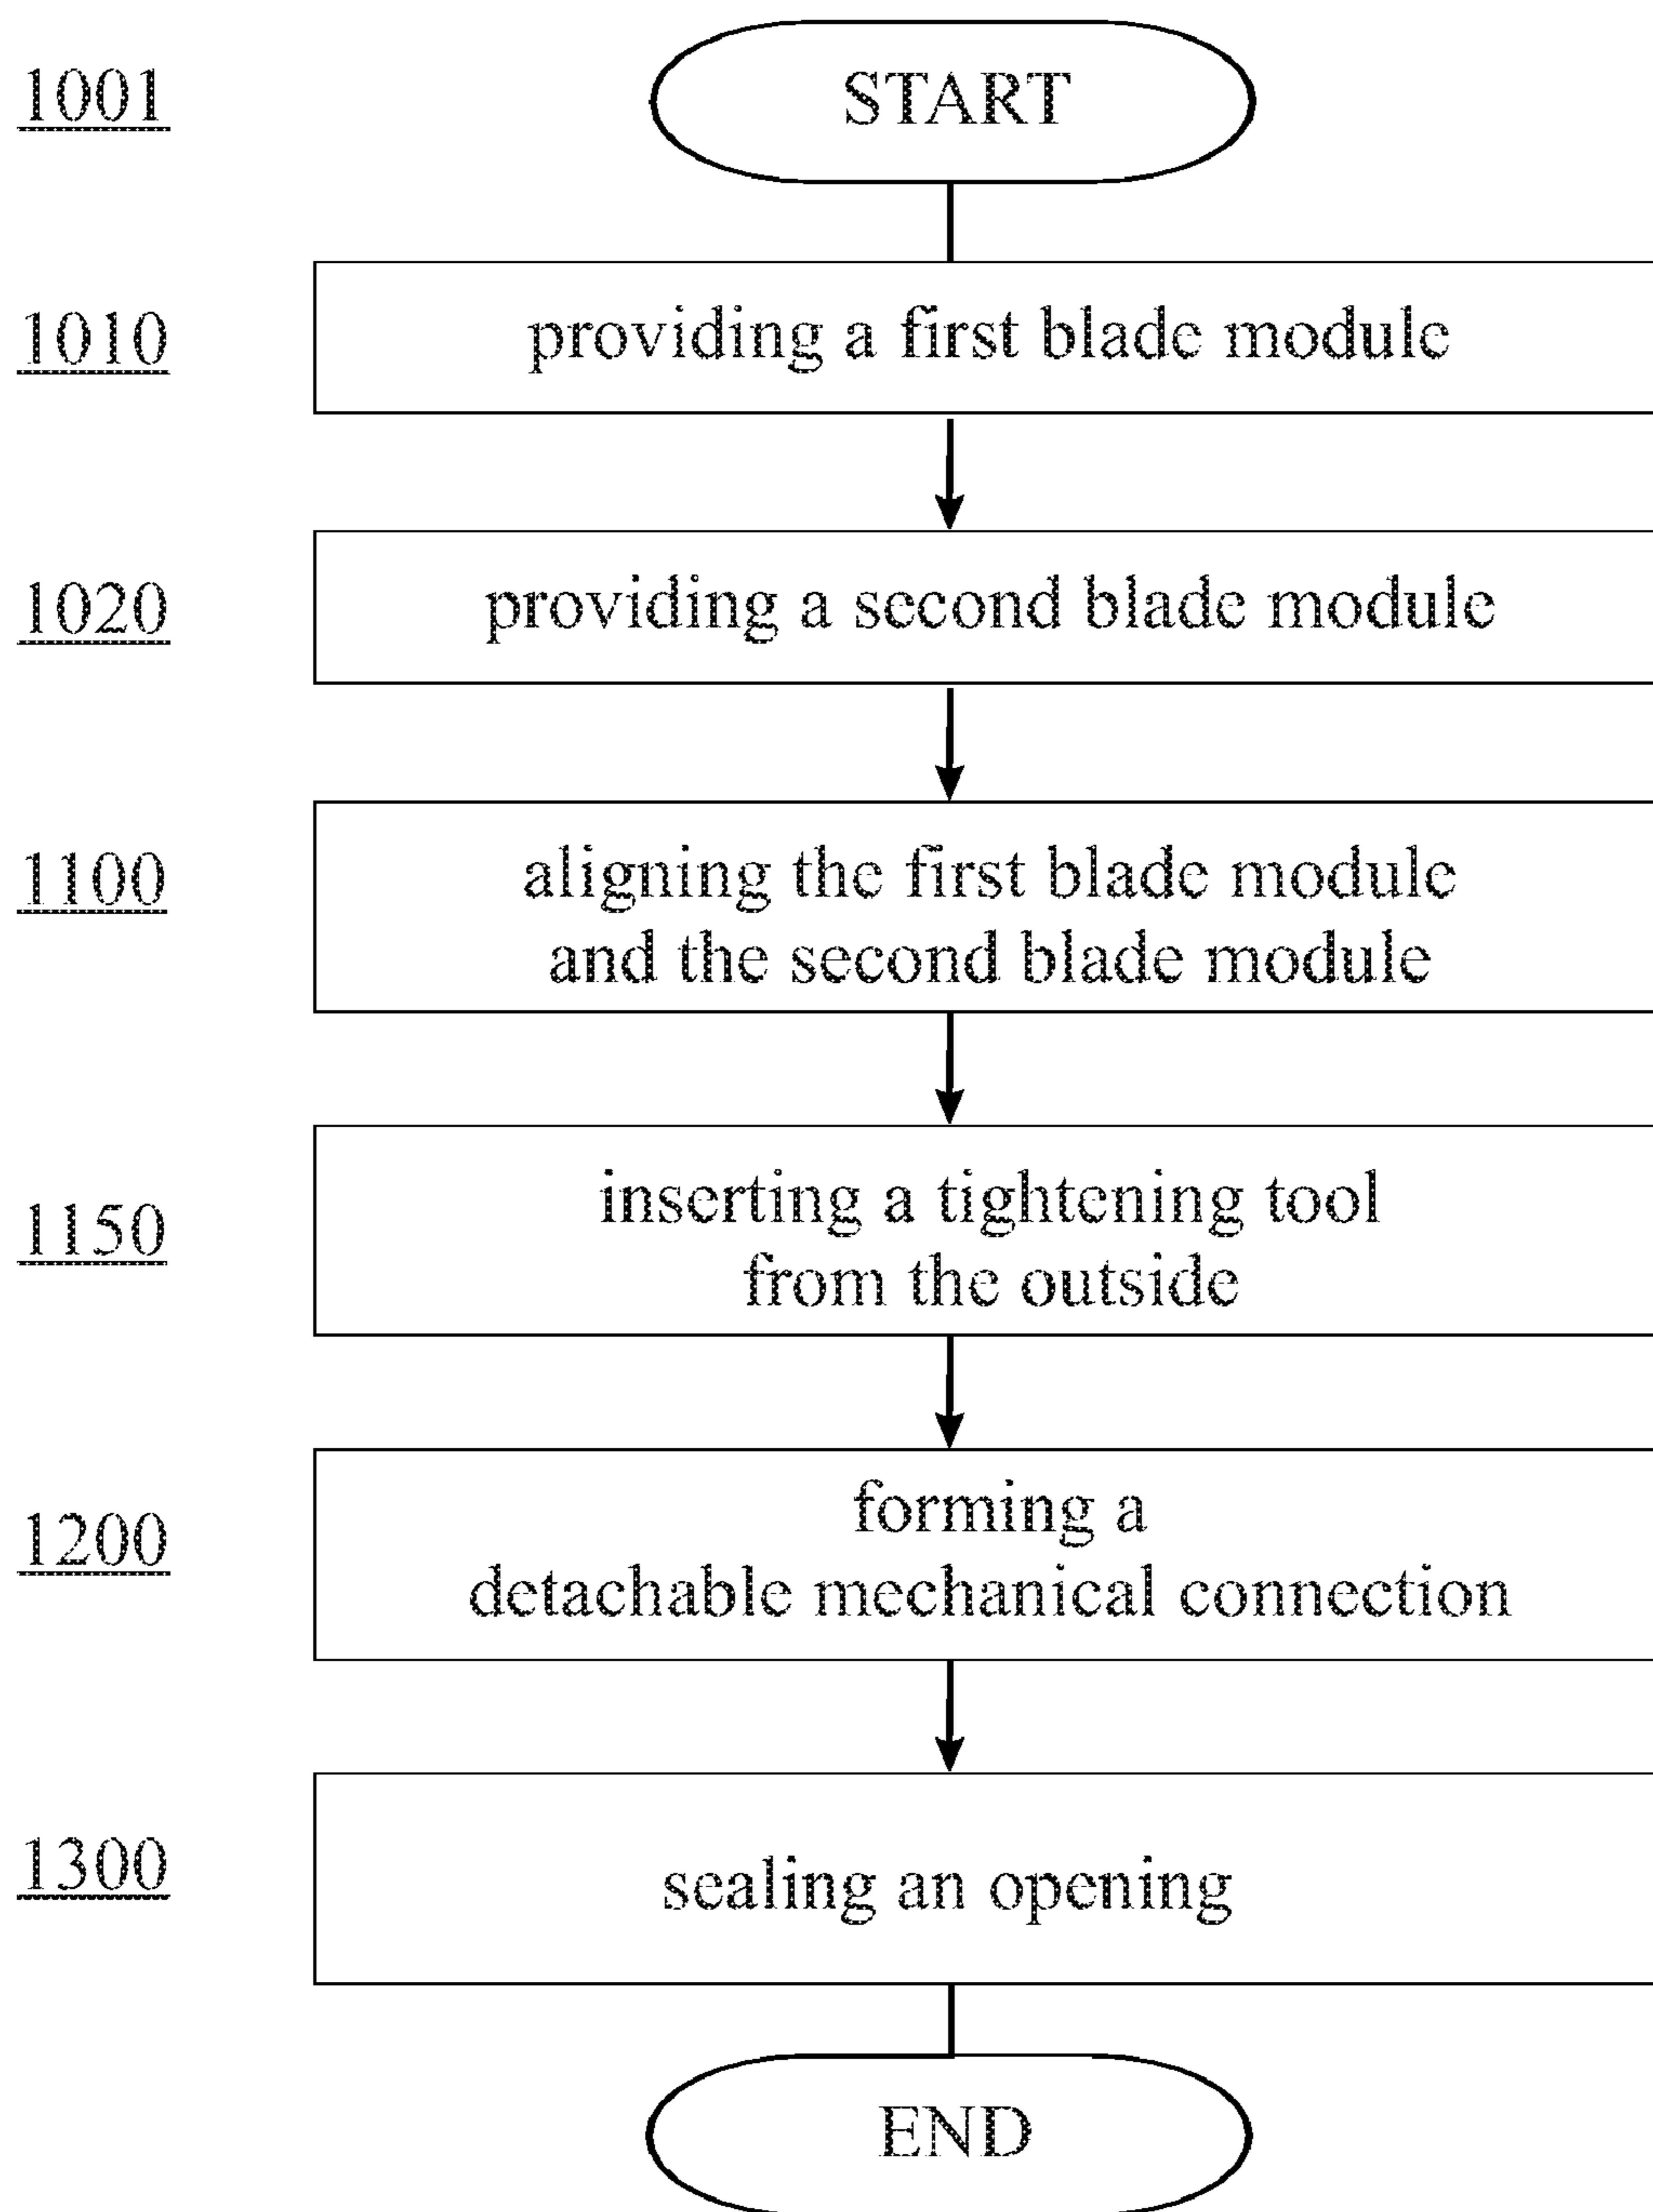 1001
START
1010
providing a first blade module
1020
providing a second blade module
1100
aligning the first blade module
and the second blade module
1150
inserting a tightening tool
from the outside
1200
forming a
detachable mechanical connection
1300
sealing an opening
END